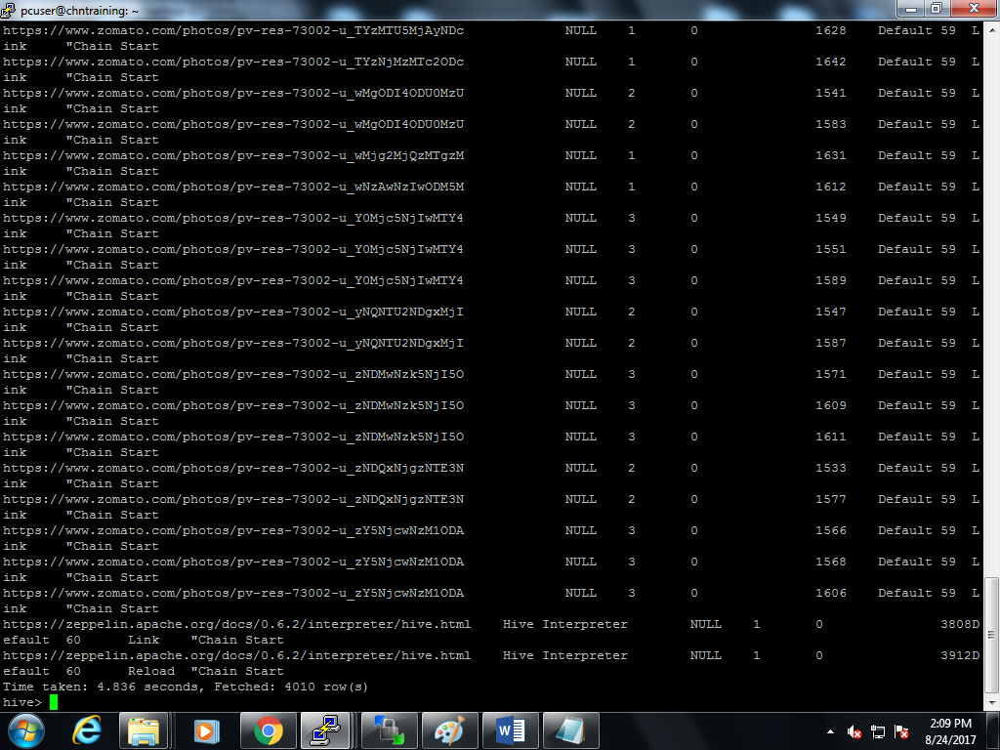 pcuser@chntraining: ~
https://www.zomato.com/photos/pv-res-73002-u_TYzMTU5MjAyNDc NULL 1 0 1628 Default 59 L
ink "Chain Start
https://www.zomato.com/photos/pv-res-73002-u_TYzNjMzMTc2ODc NULL 1 0 1642 Default 59 L
ink "Chain Start
https://www.zomato.com/photos/pv-res-73002-u_wMgODI4ODU0MzU NULL 2 0 1541 Default 59 L
ink "Chain Start
https://www.zomato.com/photos/pv-res-73002-u_wMgODI4ODU0MzU NULL 2 0 1583 Default 59 L
ink "Chain Start
https://www.zomato.com/photos/pv-res-73002-u_wMjg2MjQzMTgzM NULL 1 0 1631 Default 59 L
ink "Chain Start
https://www.zomato.com/photos/pv-res-73002-u_wNzAwNzIwODM5M NULL 1 0 1612 Default 59 L
ink "Chain Start
https://www.zomato.com/photos/pv-res-73002-u_Y0Mjc5NjIwMTY4 NULL 3 0 1549 Default 59 L
ink "Chain Start
https://www.zomato.com/photos/pv-res-73002-u_Y0Mjc5NjIwMTY4 NULL 3 0 1551 Default 59 L
ink "Chain Start
https://www.zomato.com/photos/pv-res-73002-u_Y0Mjc5NjIwMTY4 NULL 3 0 1589 Default 59 L
ink "Chain Start
https://www.zomato.com/photos/pv-res-73002-u_yNQNTU2NDgxMjI NULL 2 0 1547 Default 59 L
ink "Chain Start
https://www.zomato.com/photos/pv-res-73002-u_yNQNTU2NDgxMjI NULL 2 0 1587 Default 59 L
ink "Chain Start
https://www.zomato.com/photos/pv-res-73002-u_zNDMwNzk5NjI5O NULL 3 0 1571 Default 59 L
ink "Chain Start
https://www.zomato.com/photos/pv-res-73002-u_zNDMwNzk5NjI5O NULL 3 0 1609 Default 59 L
ink "Chain Start
https://www.zomato.com/photos/pv-res-73002-u_zNDMwNzk5NjI5O NULL 3 0 1611 Default 59 L
ink "Chain Start
https://www.zomato.com/photos/pv-res-73002-u_zNDQxNjgzNTE3N NULL 2 0 1533 Default 59 L
ink "Chain Start
https://www.zomato.com/photos/pv-res-73002-u_zNDQxNjgzNTE3N NULL 2 0 1577 Default 59 L
ink "Chain Start
https://www.zomato.com/photos/pv-res-73002-u_zY5NjcwNzM1ODA NULL 3 0 1566 Default 59 L
ink "Chain Start
https://www.zomato.com/photos/pv-res-73002-u_zY5NjcwNzM1ODA NULL 3 0 1568 Default 59 L
ink "Chain Start
https://www.zomato.com/photos/pv-res-73002-u_zY5NjcwNzM1ODA NULL 3 0 1606 Default 59 L
ink "Chain Start
https://zeppelin.apache.org/docs/0.6.2/interpreter/hive.html Hive Interpreter NULL 1 0 3808D
efault 60 Link "Chain Start
https://zeppelin.apache.org/docs/0.6.2/interpreter/hive.html Hive Interpreter NULL 1 0 3912D
efault 60 Reload "Chain Start
Time taken: 4.836 seconds, Fetched: 4010 row(s)
hive>
2:09 PM
8/24/2017